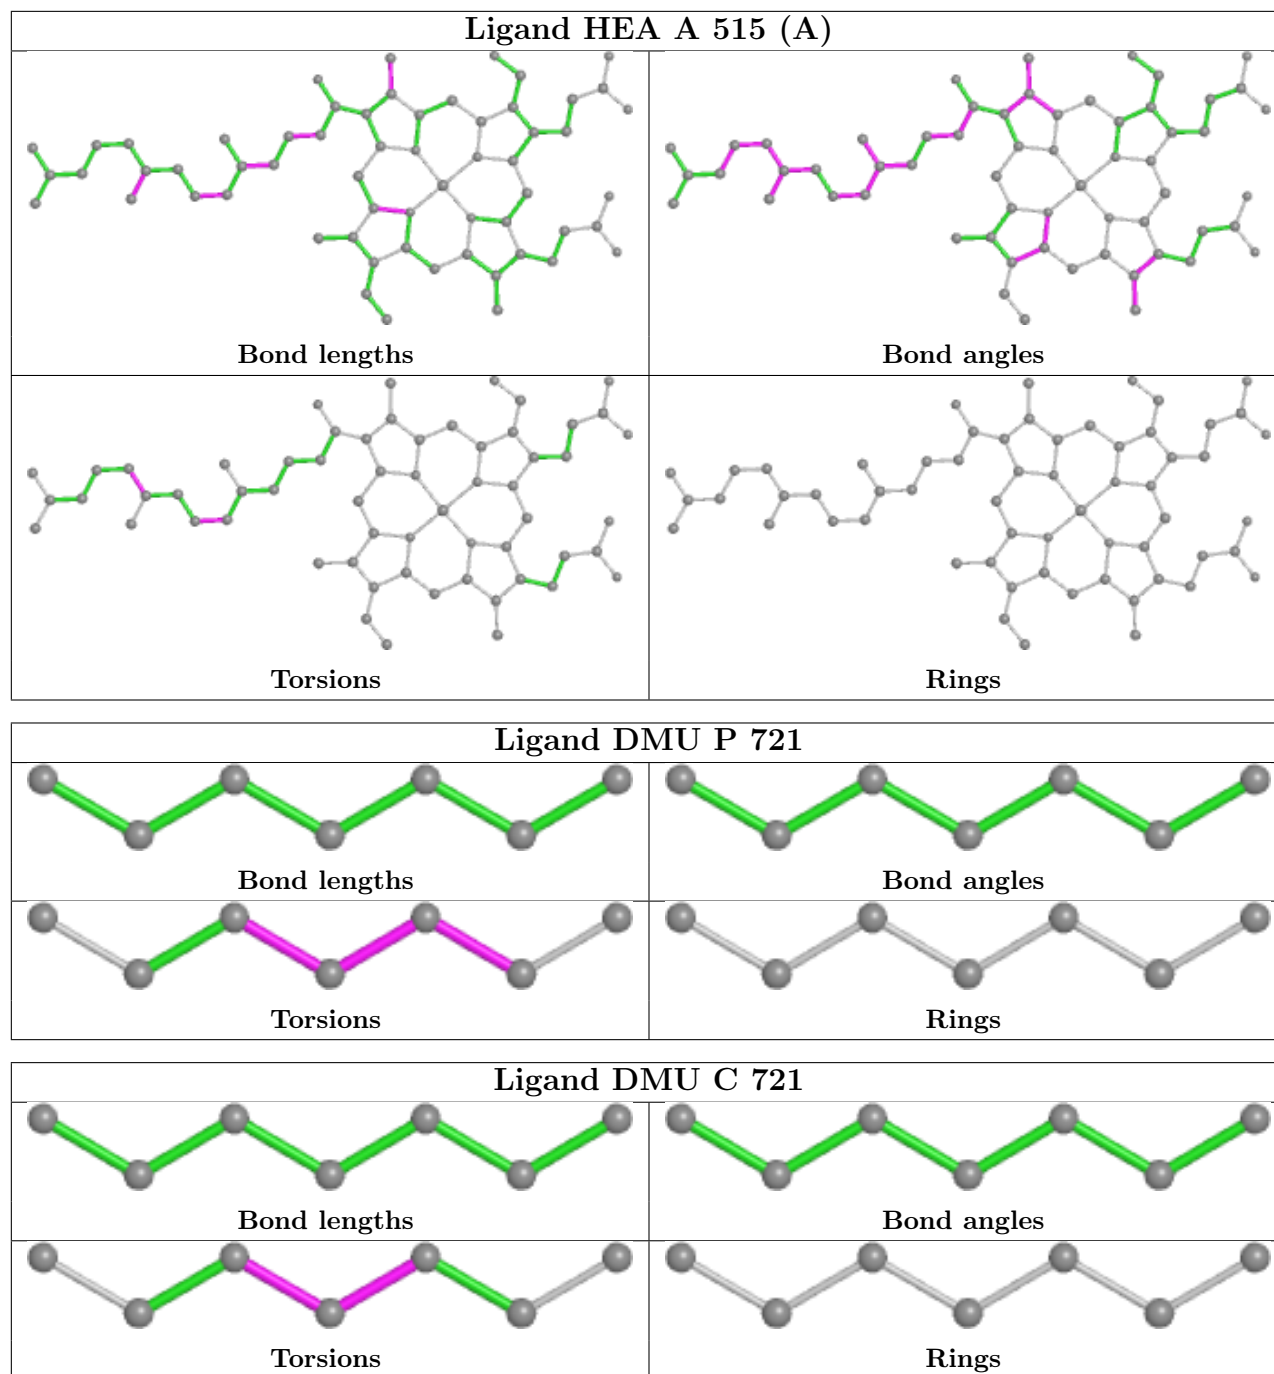 Ligand HEA A 515 (A)
Bond lengths
Bond angles
Torsions
Rings
Ligand DMU P 721
Bond lengths
Bond angles
Torsions
Rings
Ligand DMU C 721
Bond lengths
Bond angles
Torsions
Rings